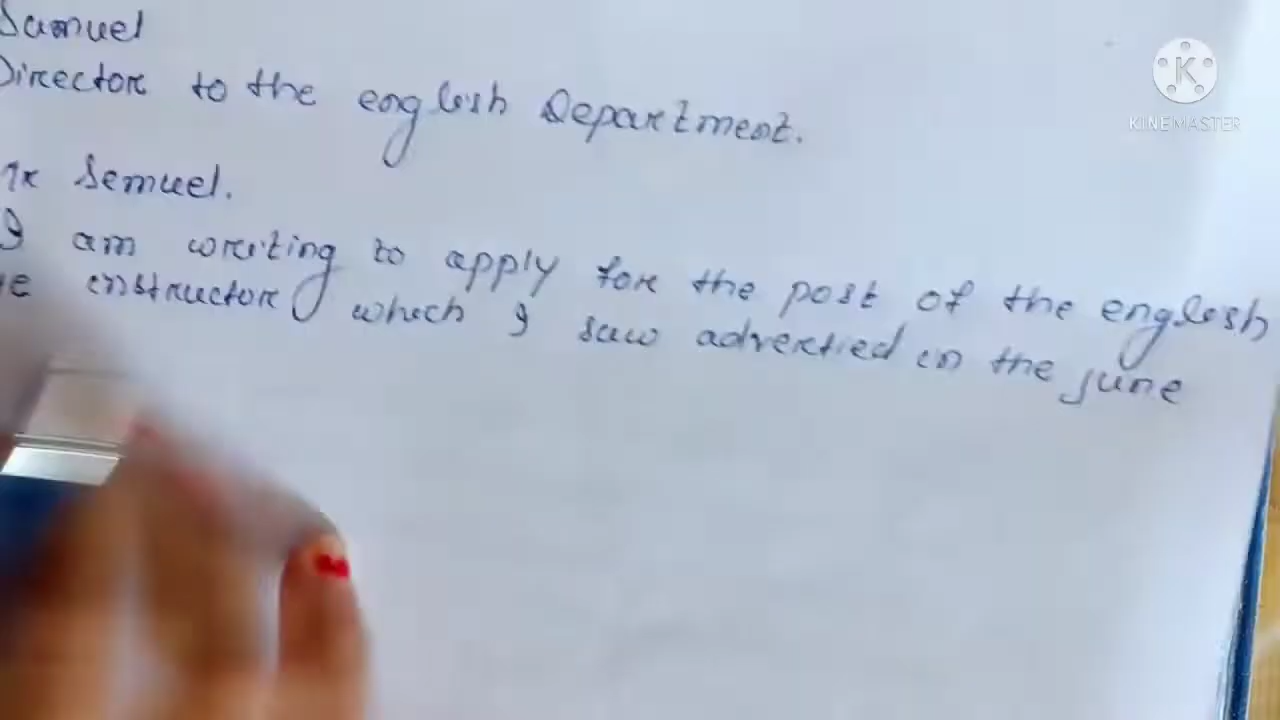 Samuel
Director to the english Department.
Semuel.
I am writing to apply for the post of the english
instructor which I saw advertied in the june
KINEMASTER